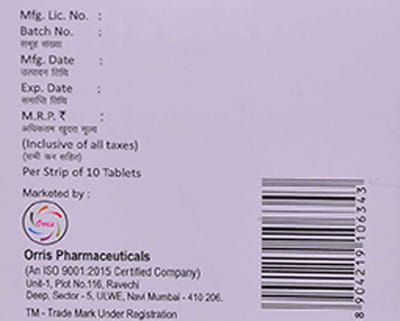 Mfg. Lic. No. :
Batch No. :
समूह संख्या
Mfg. Date :
उत्पादन तिथि
Exp. Date :
समाप्ति तिथि
M.R.P. ₹ :
अधिकतम खुदरा मूल्य
(Inclusive of all taxes)
(सभी कर सहित)
Per Strip of 10 Tablets
Marketed by :
Orris
Orris Pharmaceuticals
(An ISO 9001:2015 Certified Company)
Unit-1, Plot No.116, Ravechi
Deep, Sector - 5, ULWE, Navi Mumbai - 410 206.
TM - Trade Mark Under Registration
8904219106343